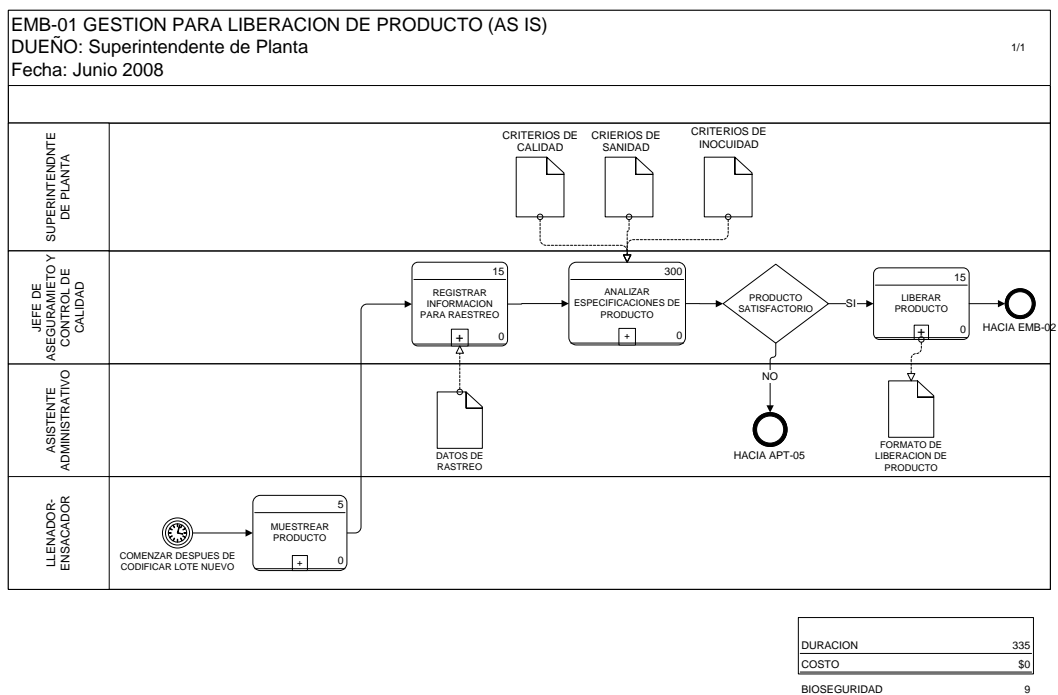 EMB-01 GESTION PARA LIBERACION DE PRODUCTO (AS IS)
DUEÑO: Superintendente de Planta
Fecha: Junio 2008
1/1
SUPERINTENDNTE
DE PLANTA
CRITERIOS DE
CALIDAD
CRIERIOS DE
SANIDAD
CRITERIOS DE
INOCUIDAD
JEFE DE
ASEGURAMIETO Y
CONTROL DE
CALIDAD
15
REGISTRAR
INFORMACION
PARA RAESTREO
+
0
300
ANALIZAR
ESPECIFICACIONES DE
PRODUCTO
+
0
PRODUCTO
SATISFACTORIO
SI
15
LIBERAR
PRODUCTO
+
0
HACIA EMB-02
NO
ASISTENTE
ADMINISTRATIVO
DATOS DE
RASTREO
HACIA APT-05
FORMATO DE
LIBERACION DE
PRODUCTO
LLENADOR-
ENSACADOR
COMENZAR DESPUES DE
CODIFICAR LOTE NUEVO
5
MUESTREAR
PRODUCTO
+
0
DURACION 335
COSTO $0
BIOSEGURIDAD 9